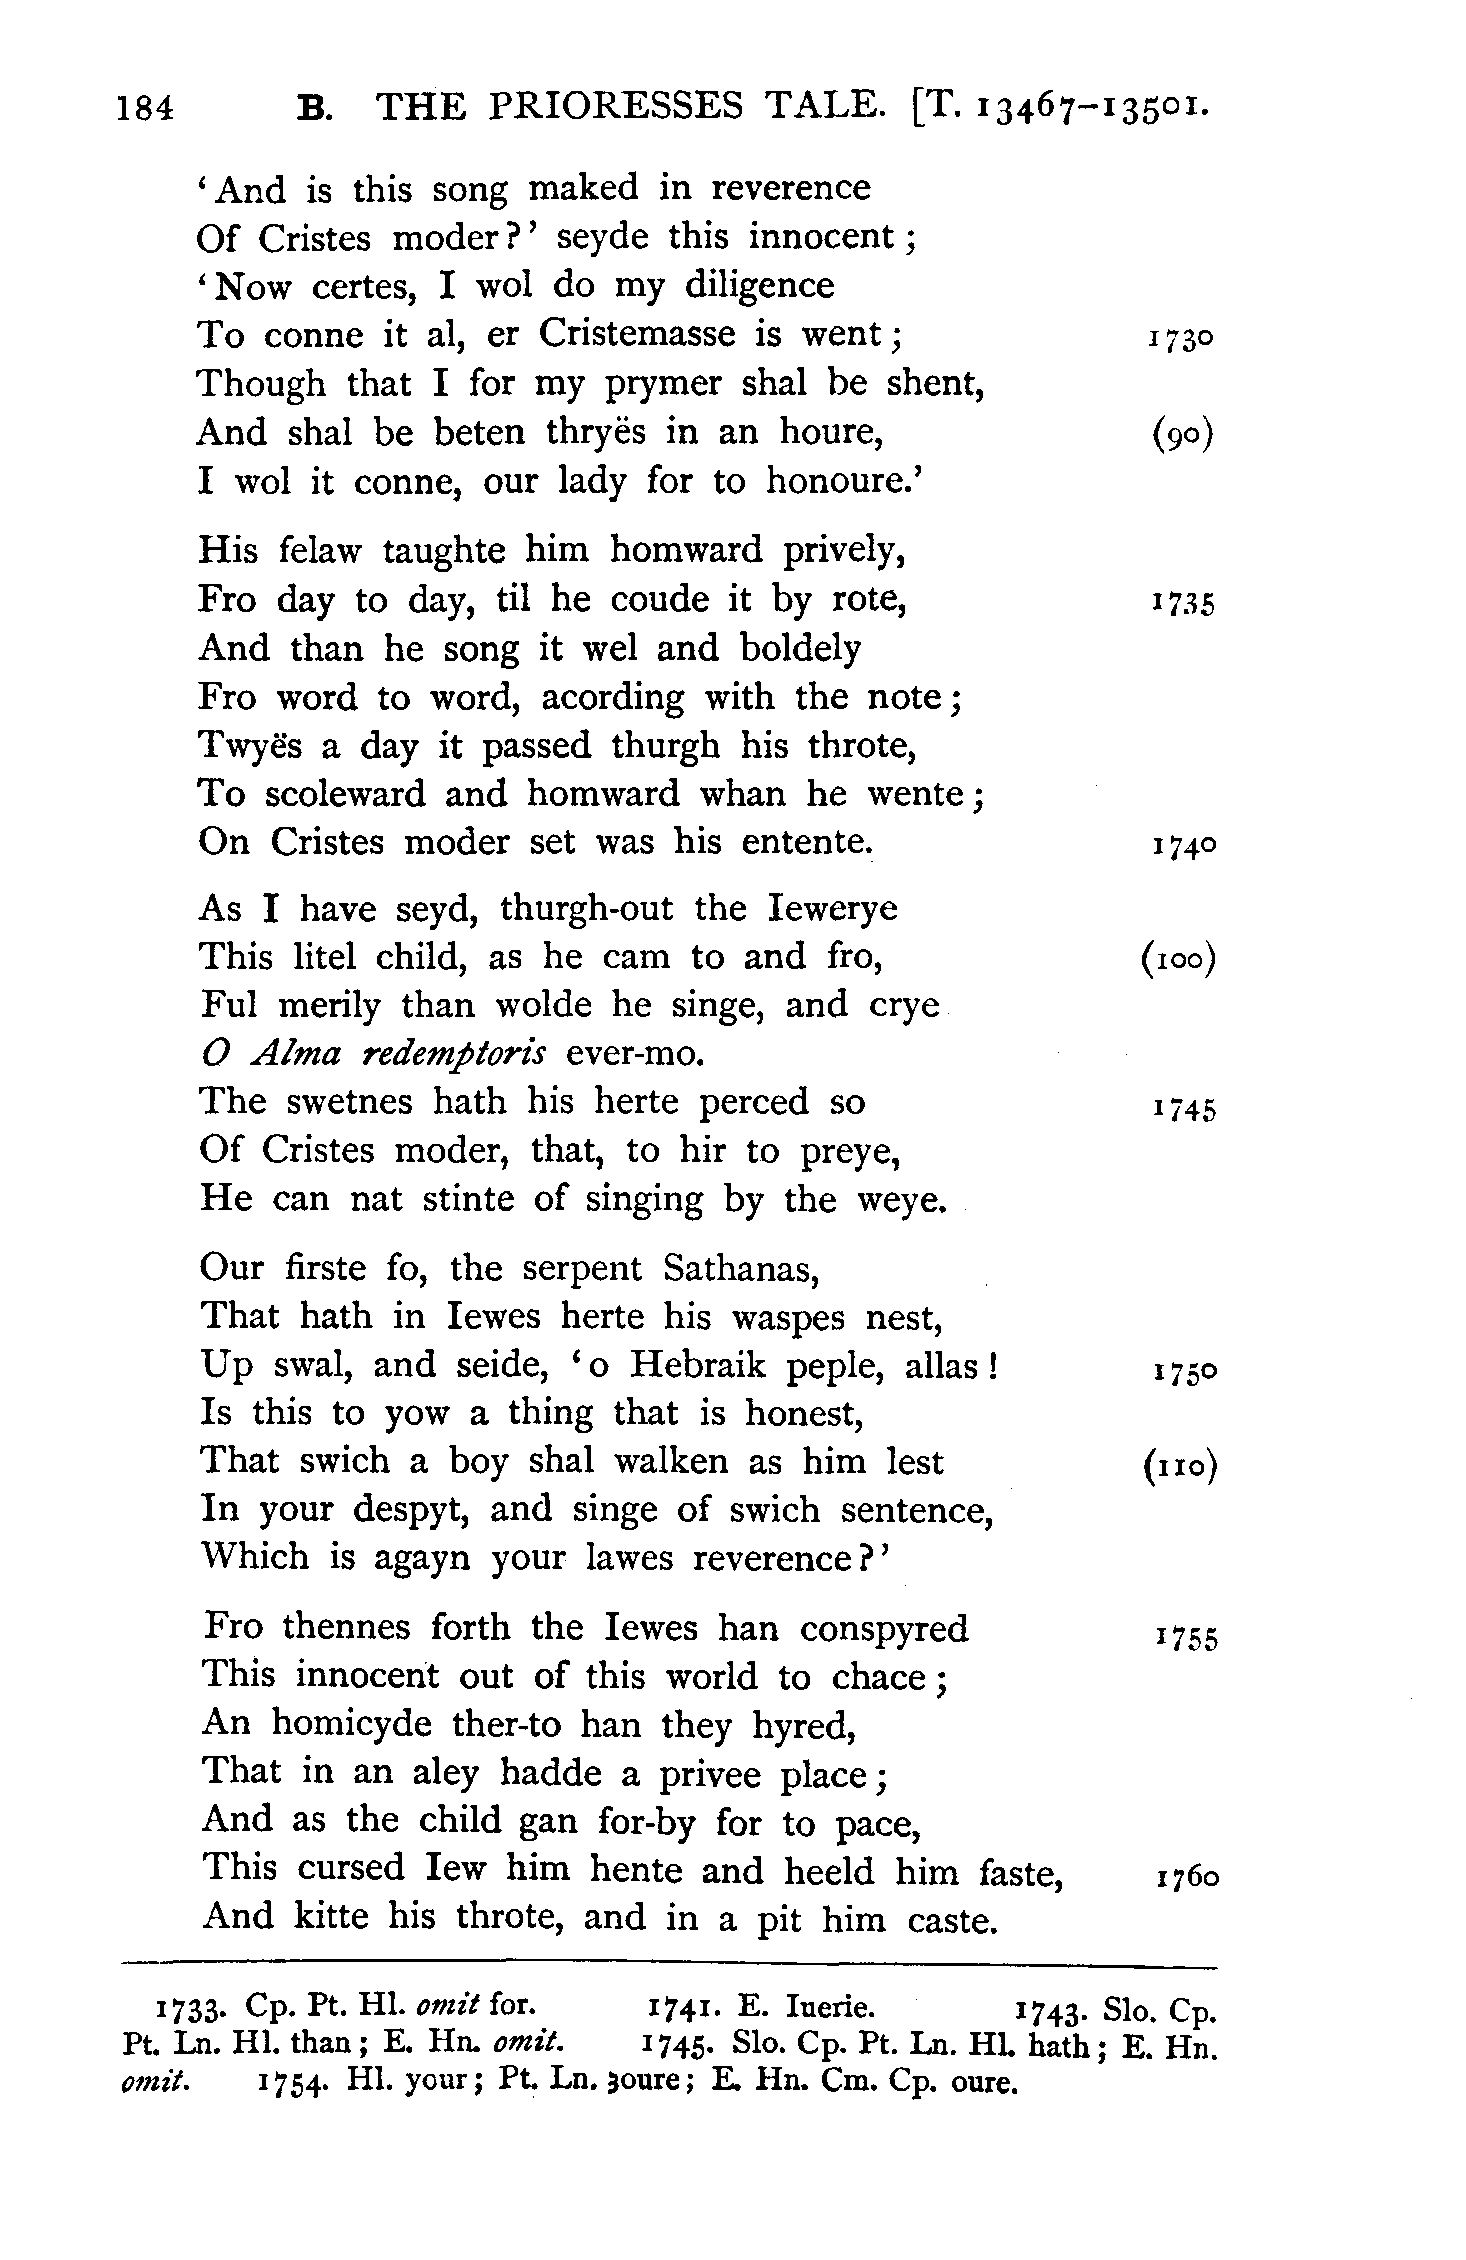 184 B. THE PRIORESSES TALE. [T. 13467-13501.
‘And is this song maked in reverence
Of Cristes moder?’ seyde this innocent;
‘Now certes, I wol do my diligence
To conne it al, er Cristemasse is went; 1730
Though that I for my prymer shal be shent,
And shal be beten thryës in an houre, (90)
I wol it conne, our lady for to honoure.’
His felaw taughte him homward prively,
Fro day to day, til he coude it by rote, 1735
And than he song it wel and boldely
Fro word to word, acording with the note;
Twyës a day it passed thurgh his throte,
To scoleward and homward whan he wente;
On Cristes moder set was his entente. 1740
As I have seyd, thurgh-out the Iewerye
This litel child, as he cam to and fro, (100)
Ful merily than wolde he singe, and crye
O Alma redemptoris ever-mo.
The swetnes hath his herte perced so 1745
Of Cristes moder, that, to hir to preye,
He can nat stinte of singing by the weye.
Our firste fo, the serpent Sathanas,
That hath in Iewes herte his waspes nest,
Up swal, and seide, ‘o Hebraik peple, allas! 1750
Is this to yow a thing that is honest,
That swich a boy shal walken as him lest (110)
In your despyt, and singe of swich sentence,
Which is agayn your lawes reverence?’
Fro thennes forth the Iewes han conspyred 1755
This innocent out of this world to chace;
An homicyde ther-to han they hyred,
That in an aley hadde a privee place;
And as the child gan for-by for to pace,
This cursed Iew him hente and heeld him faste, 1760
And kitte his throte, and in a pit him caste.
1733. Cp. Pt. Hl. omit for. 1741. E. Iuerie. 1743. Slo. Cp.
Pt. Ln. Hl. than; E. Hn. omit. 1745. Slo. Cp. Pt. Ln. Hl. hath; E. Hn.
omit. 1754. Hl. your; Pt. Ln. ȝoure; E. Hn. Cm. Cp. oure.